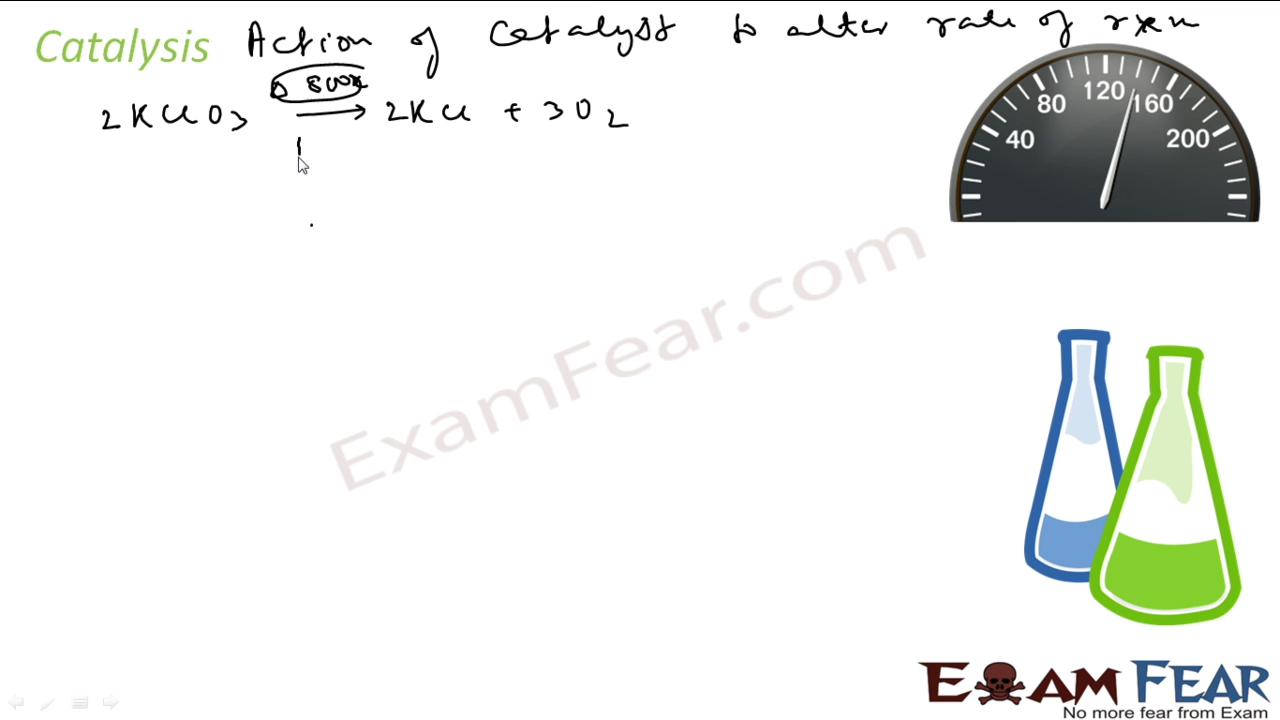 Catalysis Action of Catalyst to alter rate of rxn
800K
2KClO3 → 2KCl + 3O2
40 80 120 160 200
ExamFear.com
EXAM FEAR
No more fear from Exam